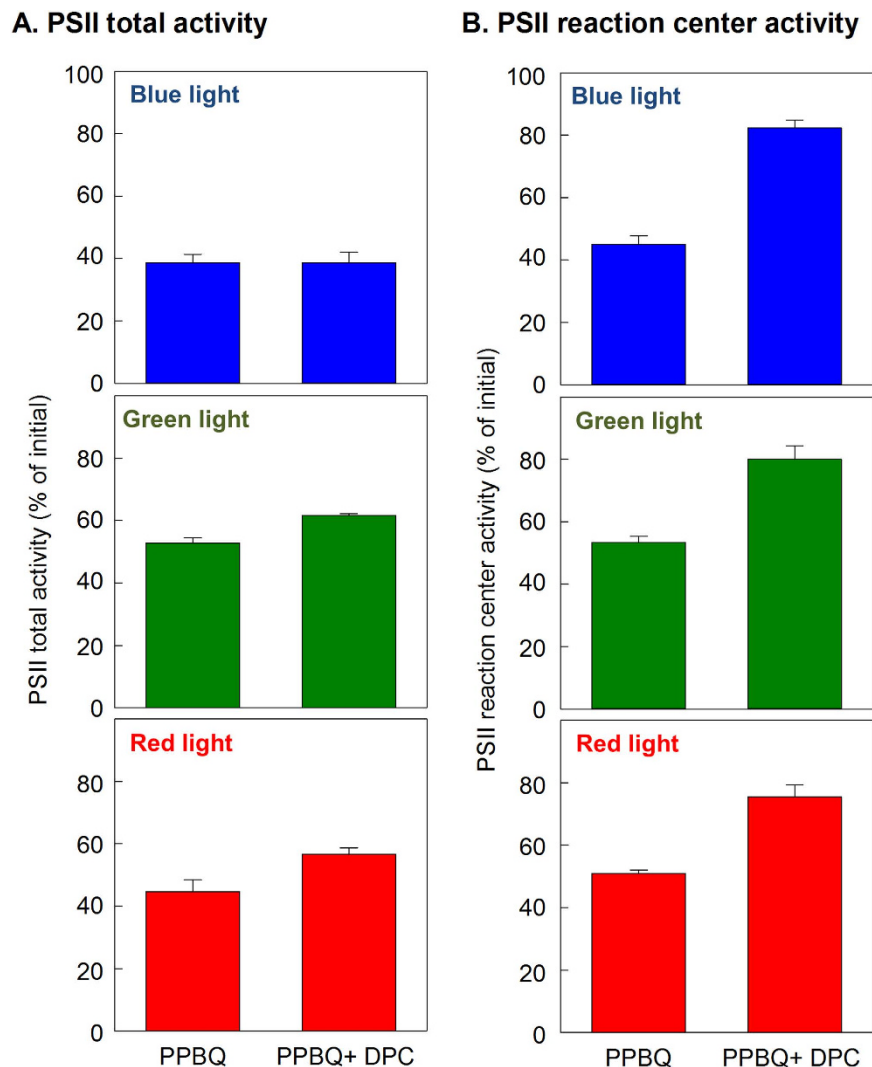 A. PSII total activity
PSII total activity (% of initial)
100
80
60
40
20
0
Blue light
80
60
40
20
0
Green light
80
60
40
20
0
Red light
PPBQ
PPBQ+ DPC
B. PSII reaction center activity
PSII reaction center activity (% of initial)
100
80
60
40
20
0
Blue light
80
60
40
20
0
Green light
80
60
40
20
0
Red light
PPBQ
PPBQ+ DPC